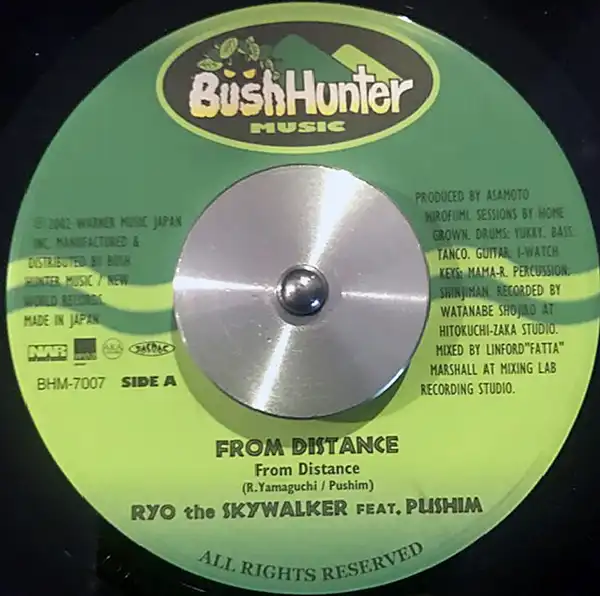 BushHunter
MUSIC
℗ 2002 WARNER MUSIC JAPAN
INC. MANUFACTURED &
DISTRIBUTED BU BUSH
HUNTER MUSIC / NEW
WORLD RECORDS
MADE IN JAPAN
BHM-7007 SIDE A
PRODUCED BY ASAMOTO
HIROFUMI. SESSIONS BY HOME
GROWN. DRUMS: YUKKY. BASS:
TANCO. GUITAR: I-WATCH
KEYS: MAMA-R. PERCUSSION:
SHINJIMAN. RECORDED BY
WATANABE SHOJIRO AT
HITOKUCHI-ZAKA STUDIO.
MIXED BY LINFORD"FATTA"
MARSHALL AT MIXING LAB
RECORDING STUDIO.
FROM DISTANCE
From Distance
(R.Yamaguchi / Pushim)
RYO the SKYWALKER FEAT. PUSHIM
ALL RIGHTS RESERVED